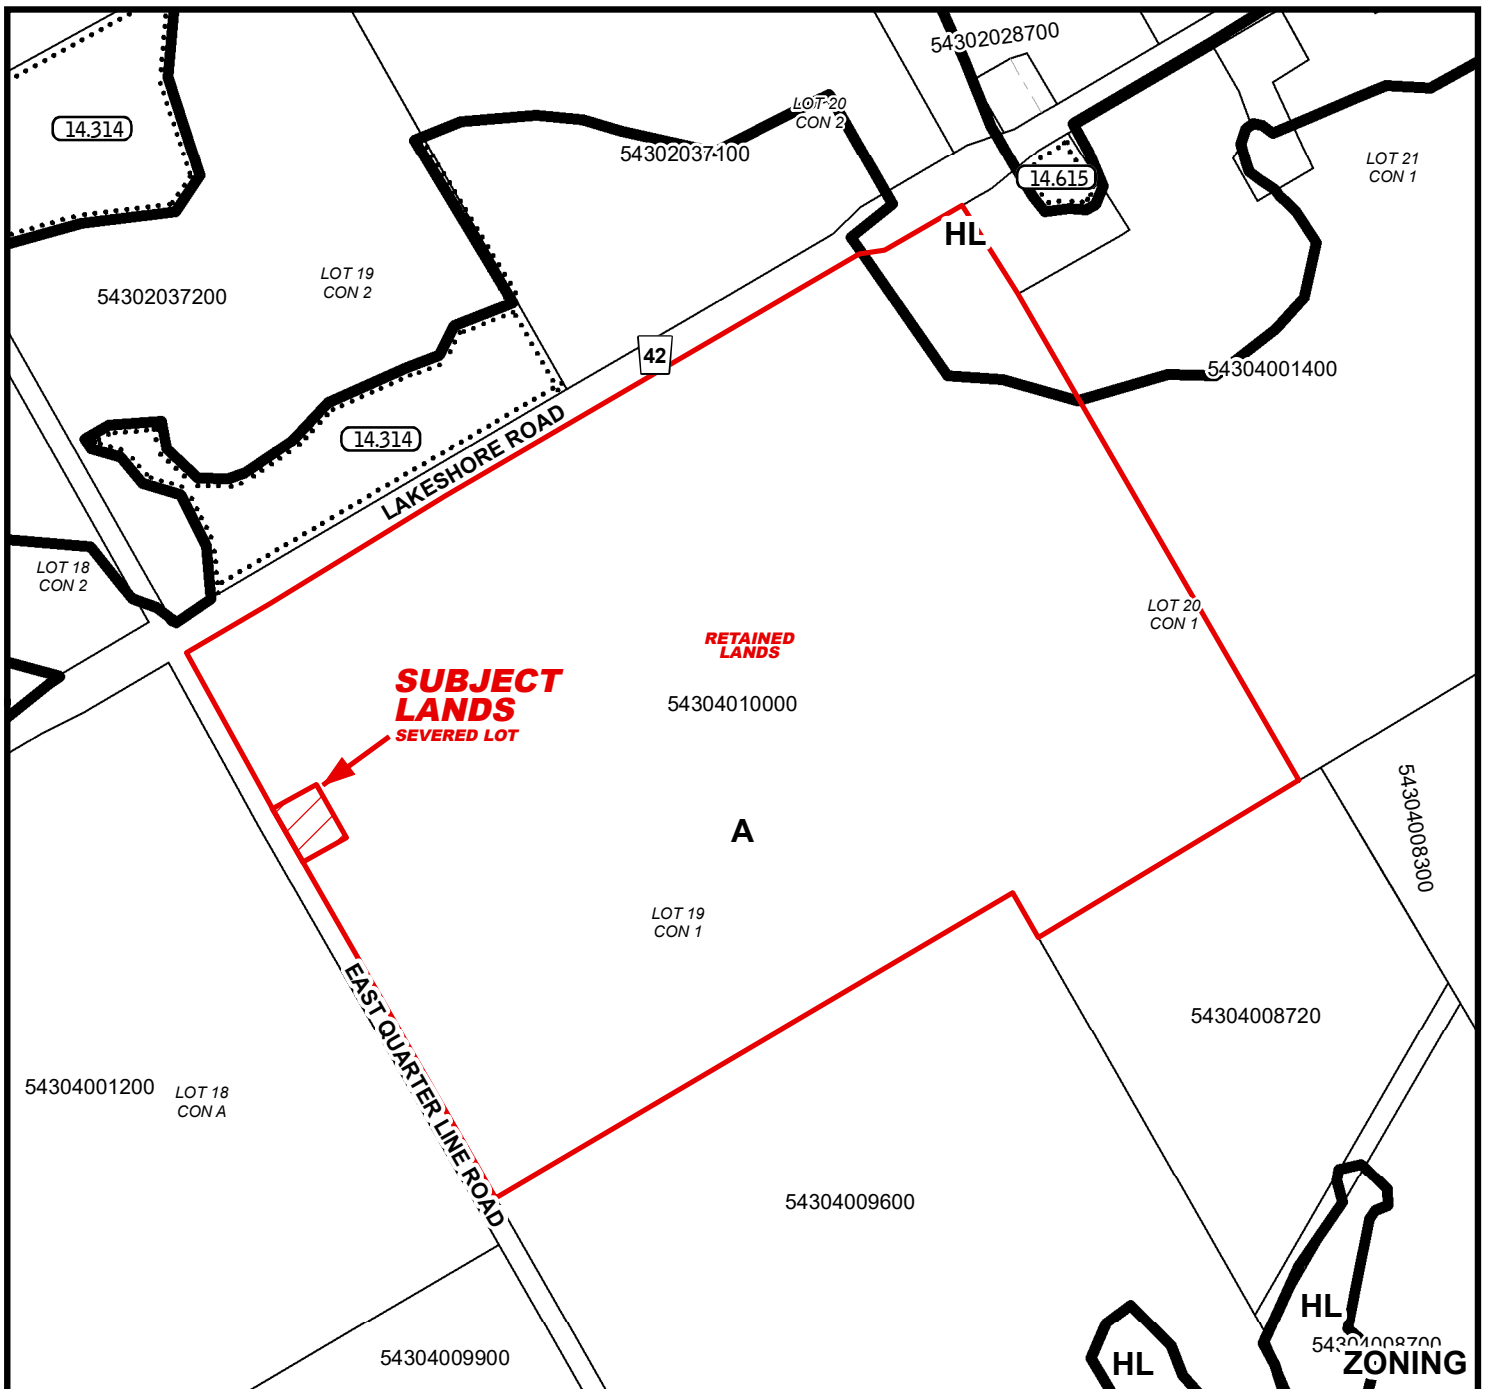 54302028700
14.314
LOT 20
CON 2
54302037100
LOT 21
CON 1
14.615
HL
LOT 19
CON 2
54302037200
42
54304001400
LAKESHORE ROAD
14.314
LOT 18
CON 2
LOT 20
CON 1
RETAINED
LANDS
SUBJECT
LANDS
SEVERED LOT
54304010000
54304008300
A
LOT 19
CON 1
EAST QUARTER LINE ROAD
54304008720
54304001200
LOT 18
CON A
54304009600
HL
54304008700
54304009900
HL
ZONING